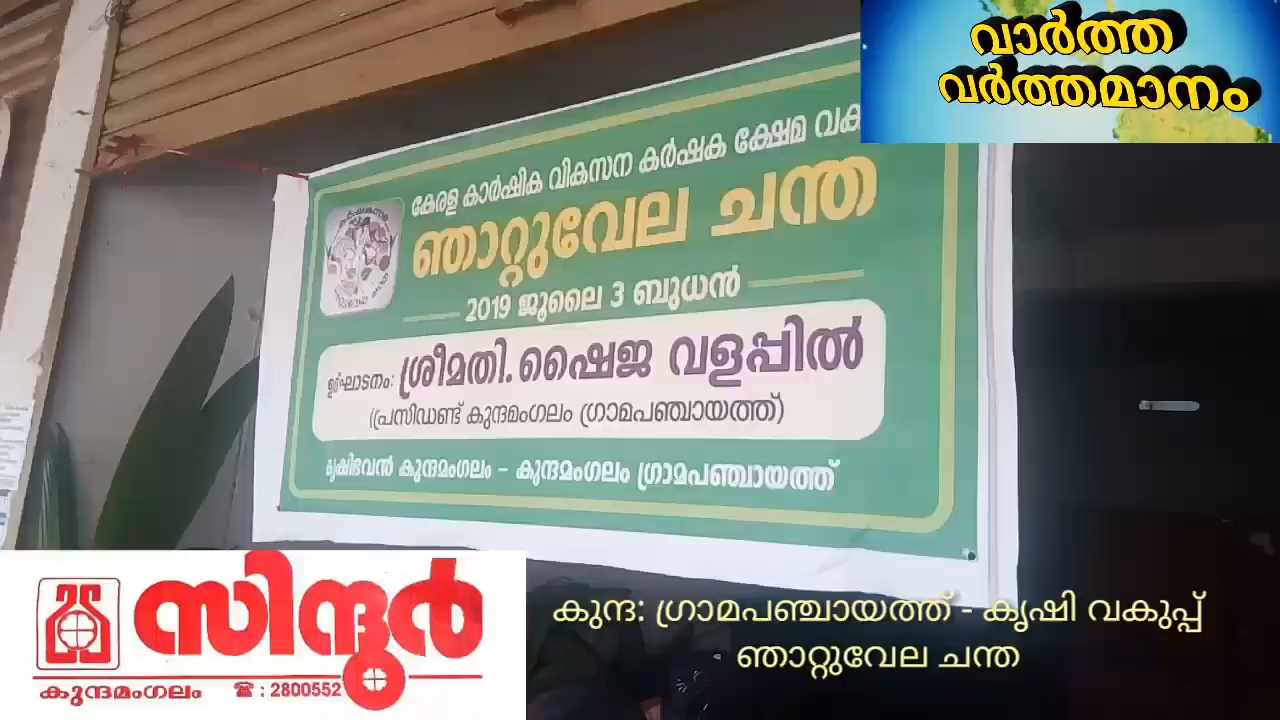 വാർത്ത
വർത്തമാനം
കേരള കാർഷിക വികസന കർഷക ക്ഷേമ വകു
ഞാറ്റുവേല ചന്ത
2019 ജൂലൈ 3 ബുധൻ
ഉദ്ഘാടനം: ശ്രീമതി. ഷൈജ വളപ്പിൽ
(പ്രസിഡണ്ട് കുന്ദമംഗലം ഗ്രാമപഞ്ചായത്ത്)
കൃഷിഭവൻ കുന്ദമംഗലം - കുന്ദമംഗലം ഗ്രാമപഞ്ചായത്ത്
സിന്ദൂർ
കുന്ദമംഗലം ☎ : 2800552
കുന്ദ: ഗ്രാമപഞ്ചായത്ത് - കൃഷി വകുപ്പ്
ഞാറ്റുവേല ചന്ത